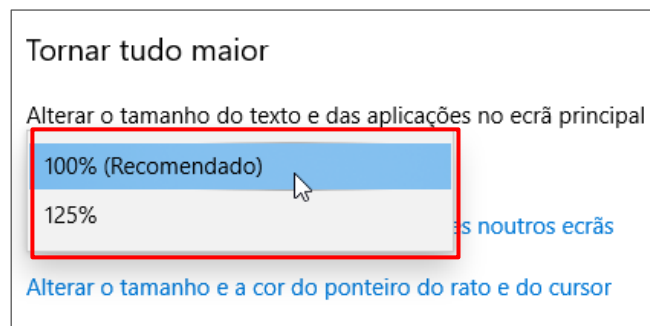 Tornar tudo maior
Alterar o tamanho do texto e das aplicações no ecrã principal
100% (Recomendado)
125%
noutros ecrãs
Alterar o tamanho e a cor do ponteiro do rato e do cursor